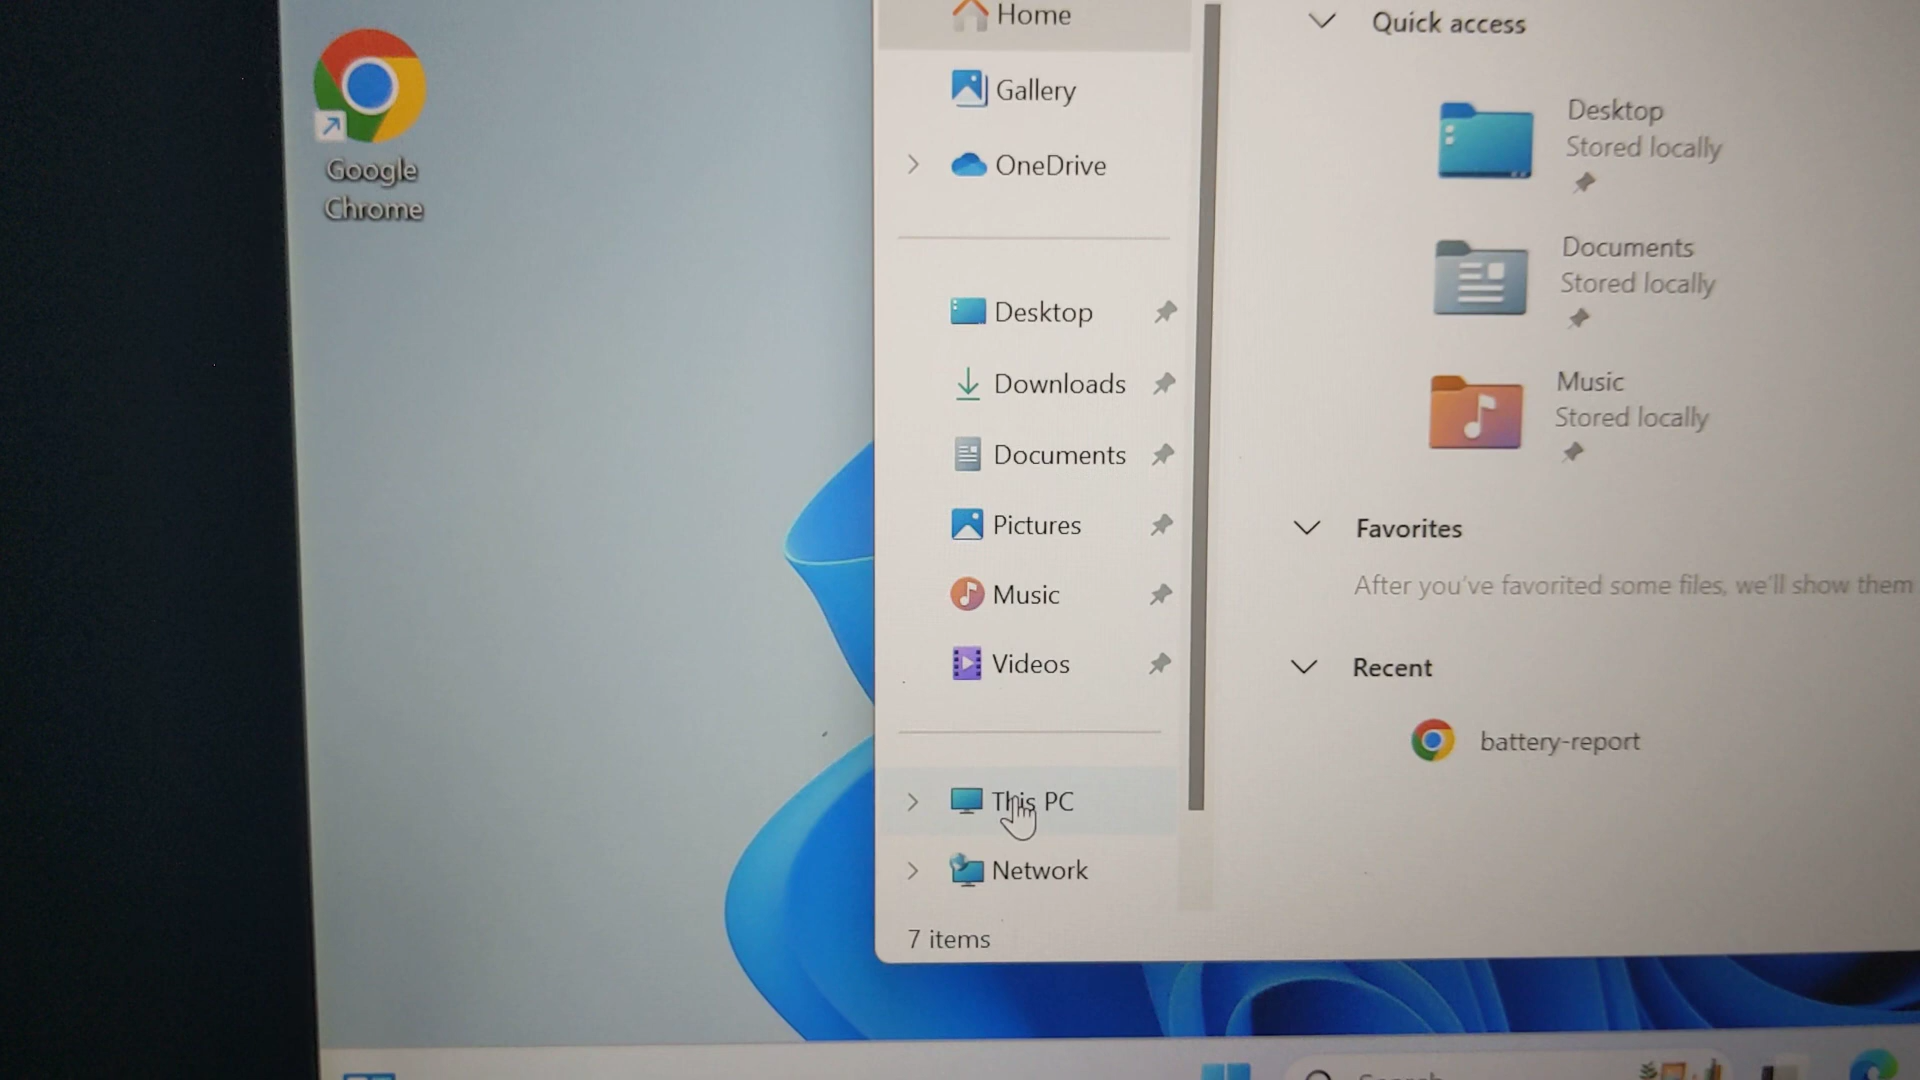 Google
Chrome
Home
Gallery
OneDrive
Desktop
Downloads
Documents
Pictures
Music
Videos
This PC
Network
7 items
Quick access
Desktop
Stored locally
Documents
Stored locally
Music
Stored locally
Favorites
After you've favorited some files, we'll show them
Recent
battery-report